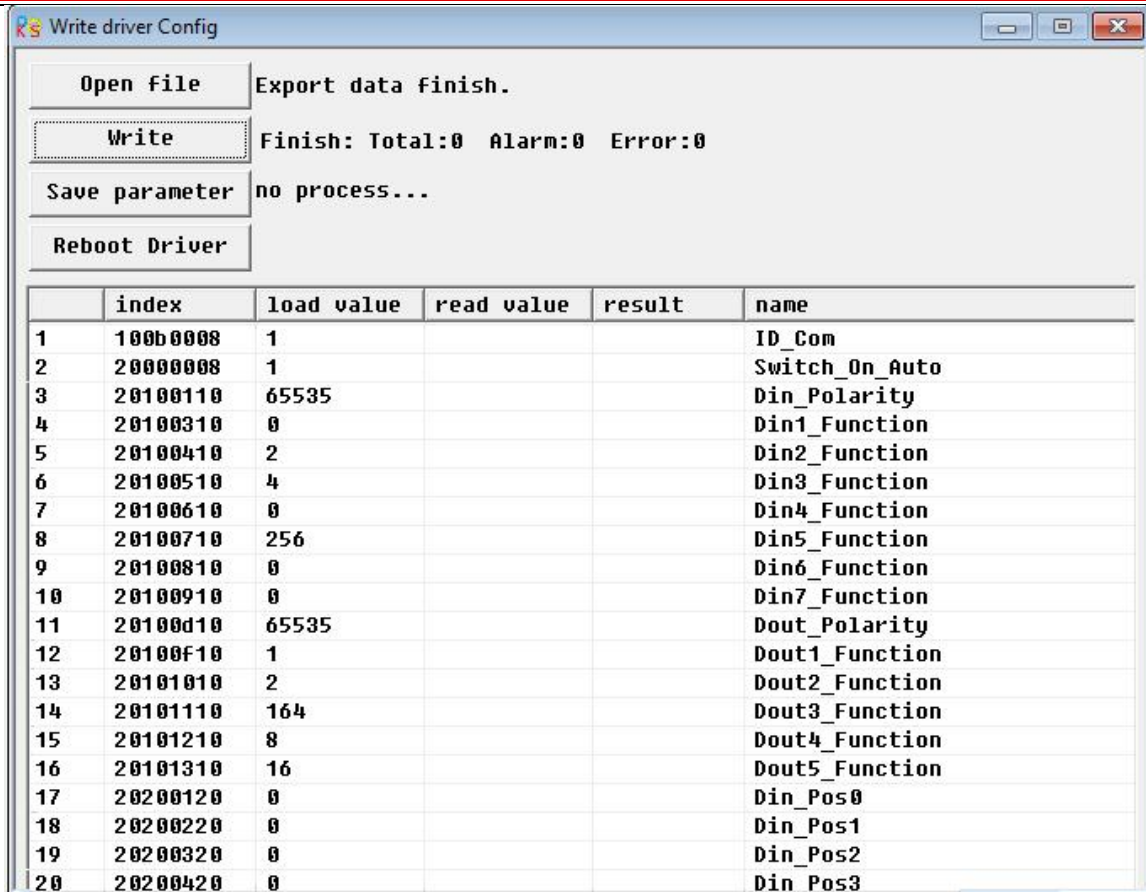 Write driver Config
Open file Export data finish.
Write Finish: Total:0 Alarm:0 Error:0
Save parameter no process...
Reboot Driver
index load value read value result name
1 100b0008 1 ID_Com
2 20000008 1 Switch_On_Auto
3 20100110 65535 Din_Polarity
4 20100310 0 Din1_Function
5 20100410 2 Din2_Function
6 20100510 4 Din3_Function
7 20100610 0 Din4_Function
8 20100710 256 Din5_Function
9 20100810 0 Din6_Function
10 20100910 0 Din7_Function
11 20100d10 65535 Dout_Polarity
12 20100f10 1 Dout1_Function
13 20101010 2 Dout2_Function
14 20101110 164 Dout3_Function
15 20101210 8 Dout4_Function
16 20101310 16 Dout5_Function
17 20200120 0 Din_Pos0
18 20200220 0 Din_Pos1
19 20200320 0 Din_Pos2
20 20200420 0 Din_Pos3